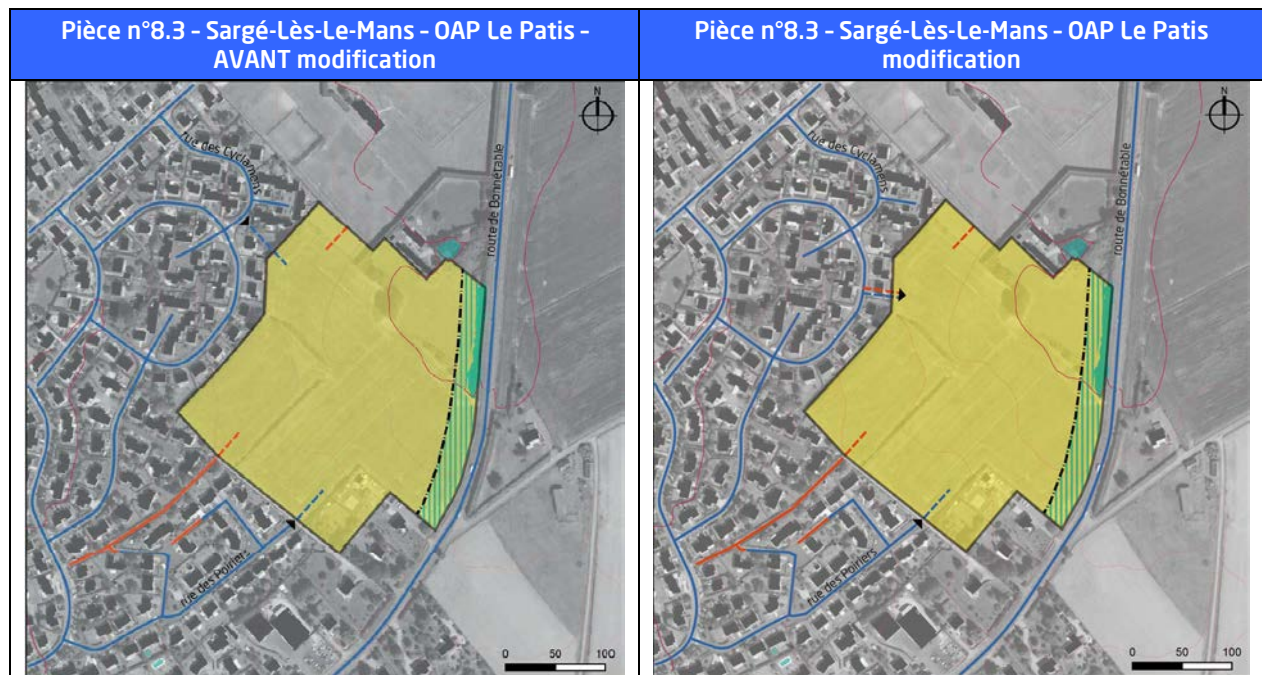 Pièce n°8.3 – Sargé-Lès-Le-Mans – OAP Le Patis –
AVANT modification
Pièce n°8.3 – Sargé-Lès-Le-Mans – OAP Le Patis
modification
N
rue des Cyclamens
route de Bonnétable
rue des Poiriers
0 50 100
N
rue des Cyclamens
route de Bonnétable
rue des Poiriers
0 50 100